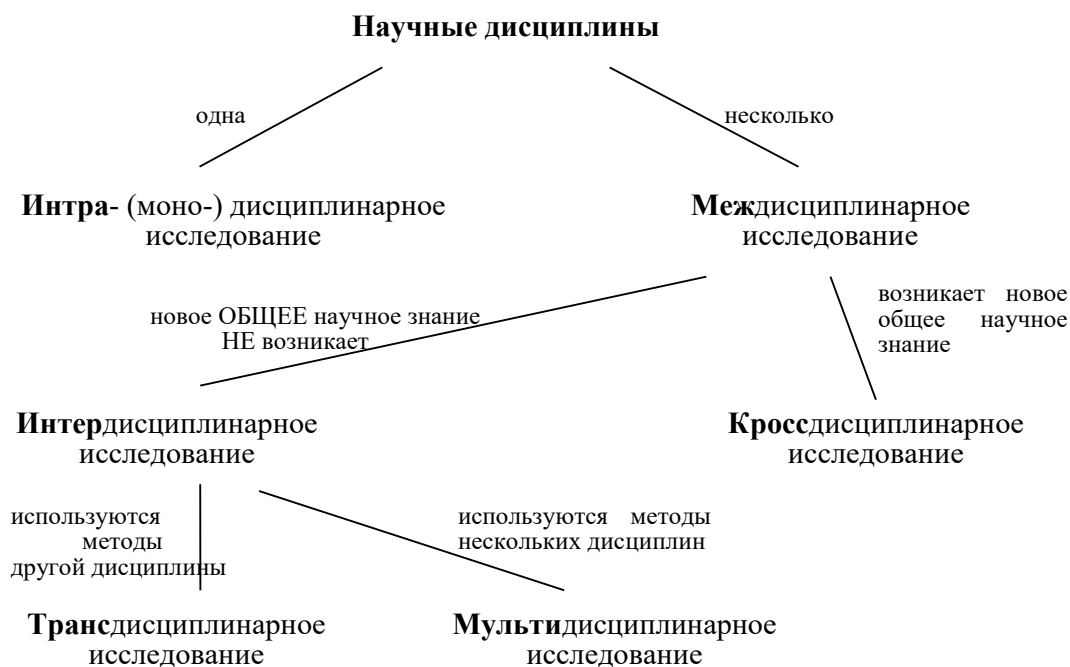 Научные дисциплины
одна
несколько
Интра- (моно-) дисциплинарное
исследование
Междисциплинарное
исследование
новое ОБЩЕЕ научное знание
НЕ возникает
возникает новое
общее научное
знание
Интердисциплинарное
исследование
Кроссдисциплинарное
исследование
используются
методы
другой дисциплины
используются методы
нескольких дисциплин
Трансдисциплинарное
исследование
Мультидисциплинарное
исследование